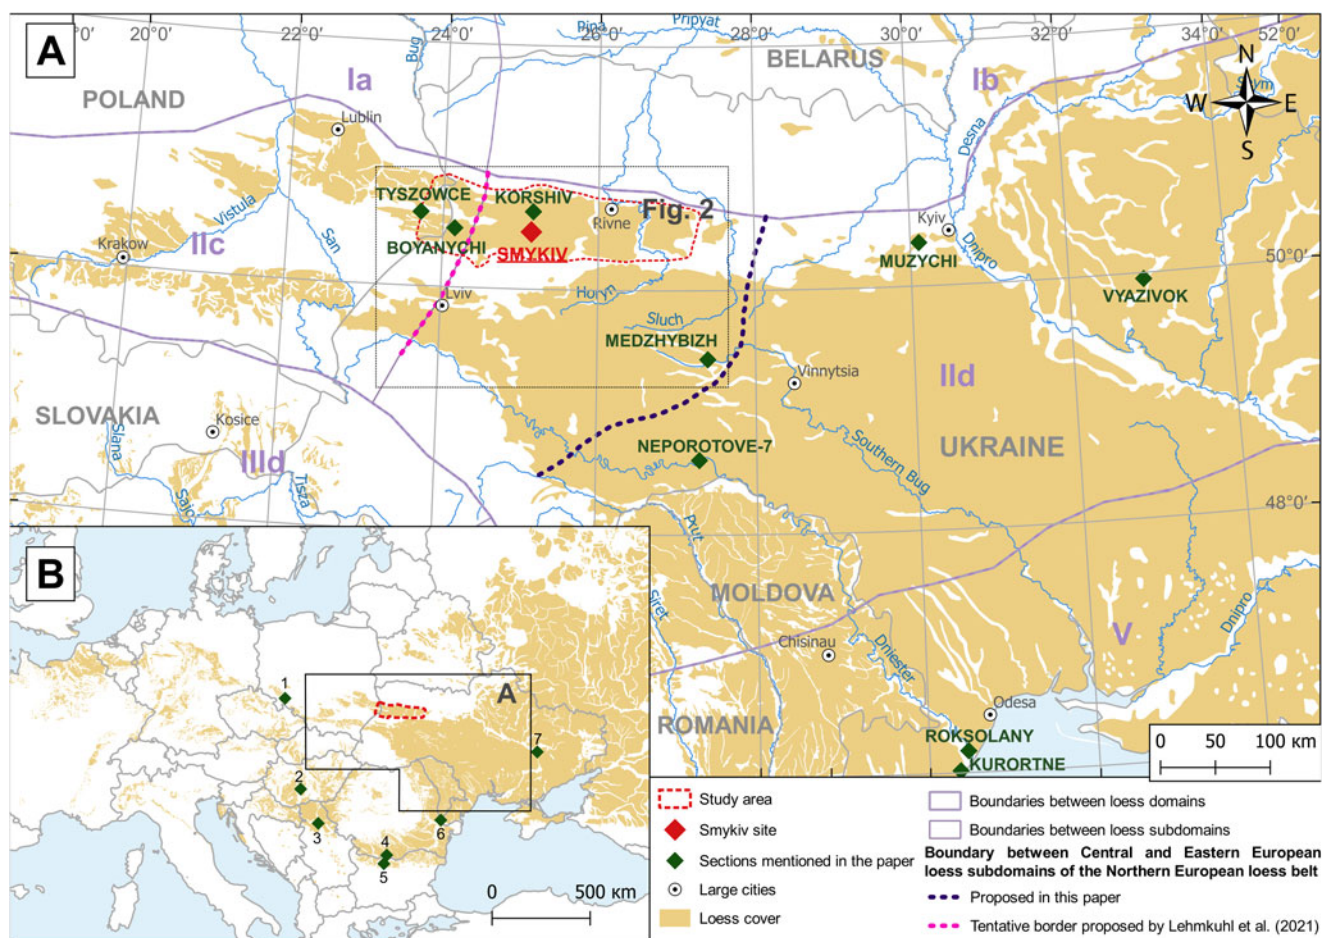 A
20°0'
22°0'
24°0'
26°0'
28°0'
30°0'
32°0'
34°0'
52°0'
Bug
Pina
Pripyat
BELARUS
Ia
Ib
N
W
E
S
POLAND
Lublin
Desna
TYSZOWCE
KORSHIV
Fig. 2
Rivne
Vistula
San
BOYANYCHI
SMYKIV
Kyiv
Dnipro
MUZYCHI
Krakow
IIc
50°0'
VYAZIVOK
Horyn
Lviv
Sluch
MEDZHYBIZH
Vinnytsia
IId
SLOVAKIA
Kosice
Slana
IIId
NEPOROTOVE-7
UKRAINE
Southern Bug
Sajo
Tisza
48°0'
Prut
MOLDOVA
Siret
Chisinau
Dniester
V
Dnipro
ROMANIA
Odesa
ROKSOLANY
KURORTNE
0 50 100 км
B
A
1
2
3
4
5
6
7
0 500 км
Study area
Smykiv site
Sections mentioned in the paper
Large cities
Loess cover
Boundaries between loess domains
Boundaries between loess subdomains
Boundary between Central and Eastern European
loess subdomains of the Northern European loess belt
Proposed in this paper
Tentative border proposed by Lehmkuhl et al. (2021)